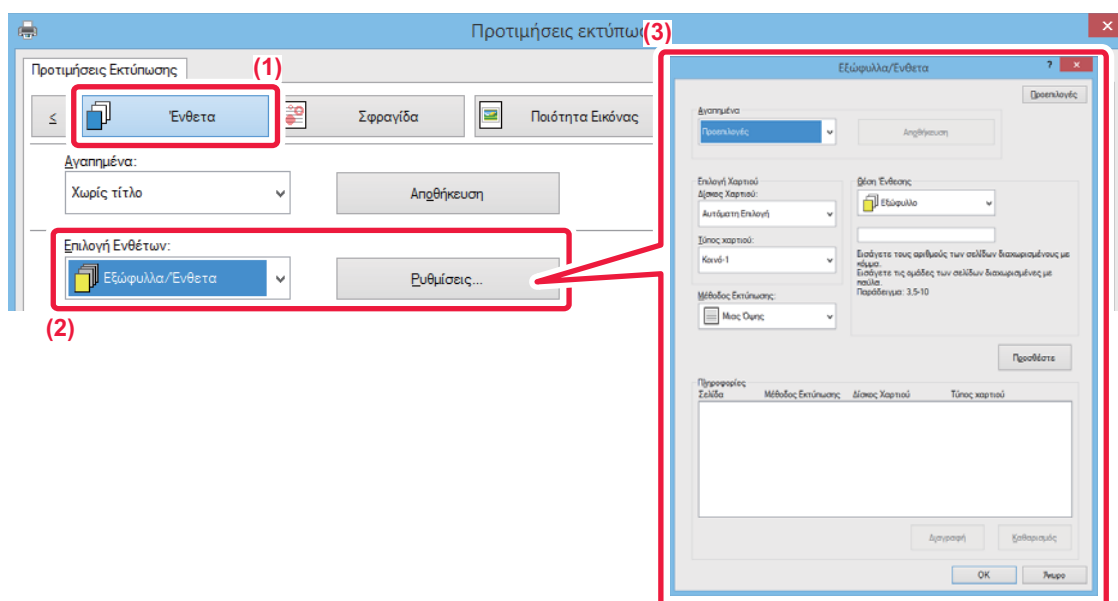 Προτιμήσεις εκτύπωσ
(3)
Προτιμήσεις Εκτύπωσης
(1)
≤
Ένθετα
Σφραγίδα
Ποιότητα Εικόνας
Αγαπημένα:
Χωρίς τίτλο
Αποθήκευση
Επιλογή Ενθέτων:
Εξώφυλλα/Ένθετα
Ρυθμίσεις...
(2)
Εξώφυλλα/Ένθετα
?
Προεπιλογές
Αγαπημένα
Προεπιλογές
Αποθήκευση
Επιλογή Χαρτιού
Δίσκος Χαρτιού:
Αυτόματη Επιλογή
Τύπος χαρτιού:
Κοινό-1
Μέθοδος Εκτύπωσης:
Μιας Όψης
Θέση Ένθεσης
Εξώφυλλο
Εισάγετε τους αριθμούς των σελίδων διαχωρισμένους με
κόμμα.
Εισάγετε τις ομάδες των σελίδων διαχωρισμένες με
παύλα.
Παράδειγμα: 3,5-10
Προσθέστε
Πληροφορίες
Σελίδα Μέθοδος Εκτύπωσης Δίσκος Χαρτιού Τύπος χαρτιού
Διαγραφή
Καθαρισμός
OK
Άκυρο